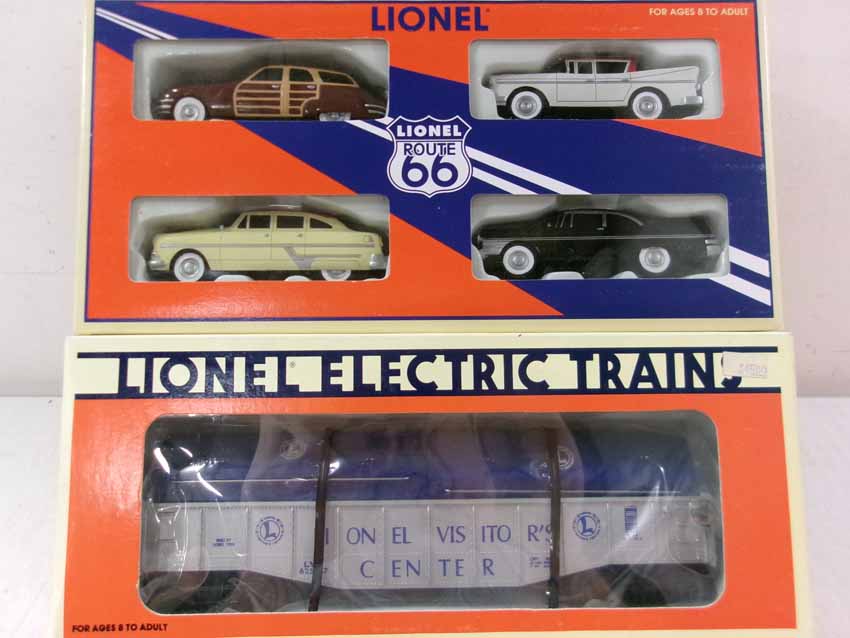 LIONEL
FOR AGES 8 TO ADULT
LIONEL
ROUTE
66
LIONEL ELECTRIC TRAINS
LIONEL VISITOR'S
CENTER
FOR AGES 8 TO ADULT